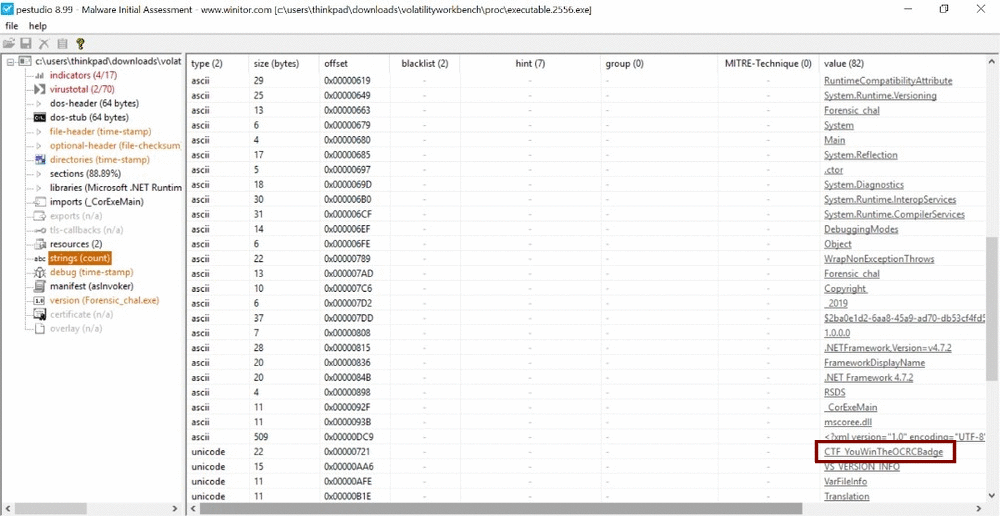 pestudio 8.99 - Malware Initial Assessment - www.winitor.com [c:\users\thinkpad\downloads\volatilityworkbench\proc\executable.2556.exe]
file help
c:\users\thinkpad\downloads\volat
indicators (4/17)
virustotal (2/70)
dos-header (64 bytes)
dos-stub (64 bytes)
file-header (time-stamp)
optional-header (file-checksum)
directories (time-stamp)
sections (88.89%)
libraries (Microsoft .NET Runtime
imports (_CorExeMain)
exports (n/a)
tls-callbacks (n/a)
resources (2)
abc strings (count)
debug (time-stamp)
manifest (asInvoker)
1.0 version (Forensic_chal.exe)
certificate (n/a)
overlay (n/a)
type (2) size (bytes) offset blacklist (2) hint (7) group (0) MITRE-Technique (0) value (82)
ascii 29 0x00000619 - - - - RuntimeCompatibilityAttribute
ascii 25 0x00000649 - - - - System.Runtime.Versioning
ascii 13 0x00000663 - - - - Forensic_chal
ascii 6 0x00000679 - - - - System
ascii 4 0x00000680 - - - - Main
ascii 17 0x00000685 - - - - System.Reflection
ascii 5 0x00000697 - - - - .ctor
ascii 18 0x0000069D - - - - System.Diagnostics
ascii 30 0x000006B0 - - - - System.Runtime.InteropServices
ascii 31 0x000006CF - - - - System.Runtime.CompilerServices
ascii 14 0x000006EF - - - - DebuggingModes
ascii 6 0x000006FE - - - - Object
ascii 22 0x00000789 - - - - WrapNonExceptionThrows
ascii 13 0x000007AD - - - - Forensic_chal
ascii 10 0x000007C6 - - - - Copyright
ascii 6 0x000007D2 - - - - _2019
ascii 37 0x000007DD - - - - $2ba0e1d2-6aa8-45a9-ad70-db53cf4fd5
ascii 7 0x00000808 - - - - 1.0.0.0
ascii 28 0x00000815 - - - - .NETFramework,Version=v4.7.2
ascii 20 0x00000836 - - - - FrameworkDisplayName
ascii 20 0x0000084B - - - - .NET Framework 4.7.2
ascii 4 0x00000898 - - - - RSDS
ascii 11 0x0000092F - - - - _CorExeMain
ascii 11 0x0000093B - - - - mscoree.dll
ascii 509 0x00000DC9 - - - - <?xml version="1.0" encoding="UTF-8"
unicode 22 0x00000721 - - - - CTF_YouWinTheOCRCBadge
unicode 15 0x00000AA6 - - - - VS_VERSION_INFO
unicode 11 0x00000AFE - - - - VarFileInfo
unicode 11 0x00000B1E - - - - Translation